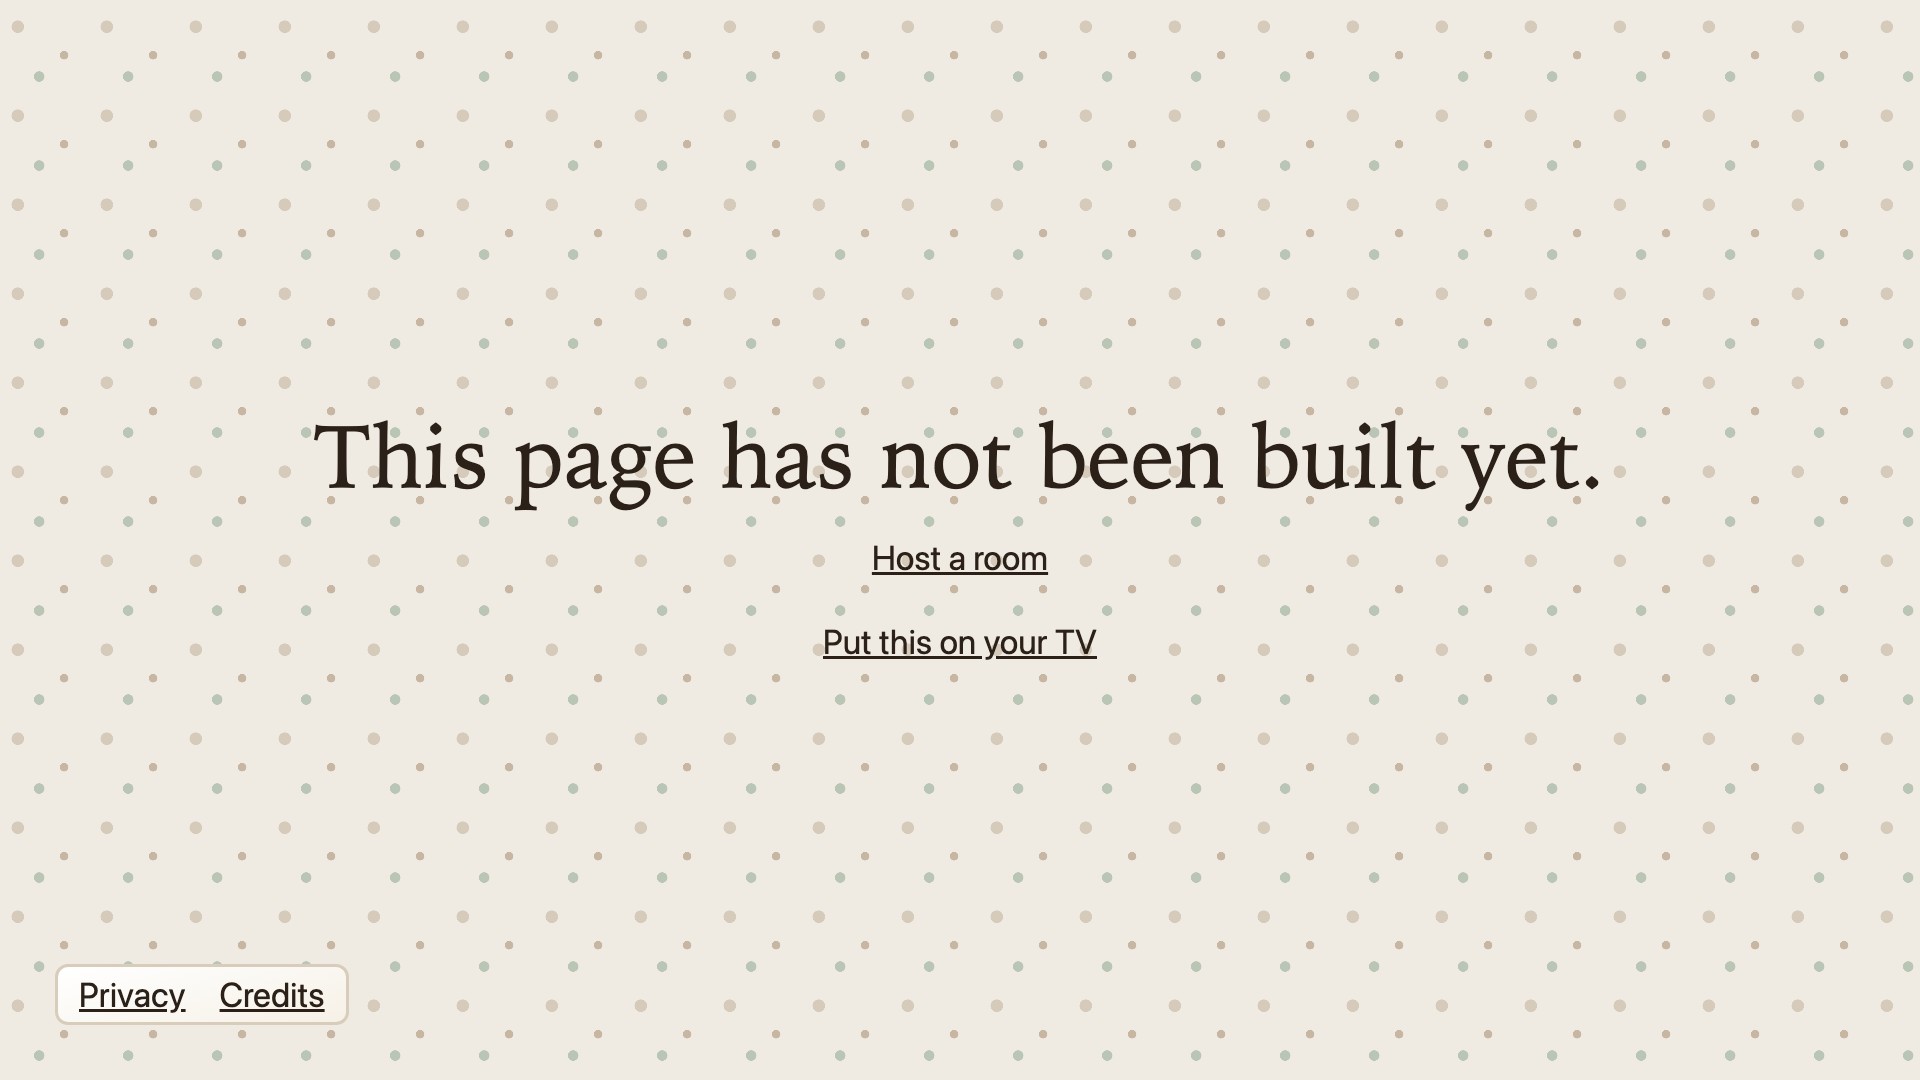 This page has not been built yet.
Host a room
Put this on your TV
Privacy Credits